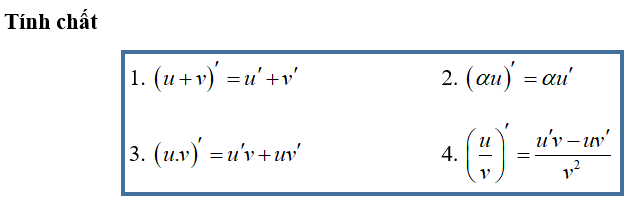 Tính chất
1. (u + v)′ = u′ + v′ 2. (αu)′ = αu′
3. (u.v)′ = u′v + uv′ 4. (u/v)′ = (u′v − uv′)/v²